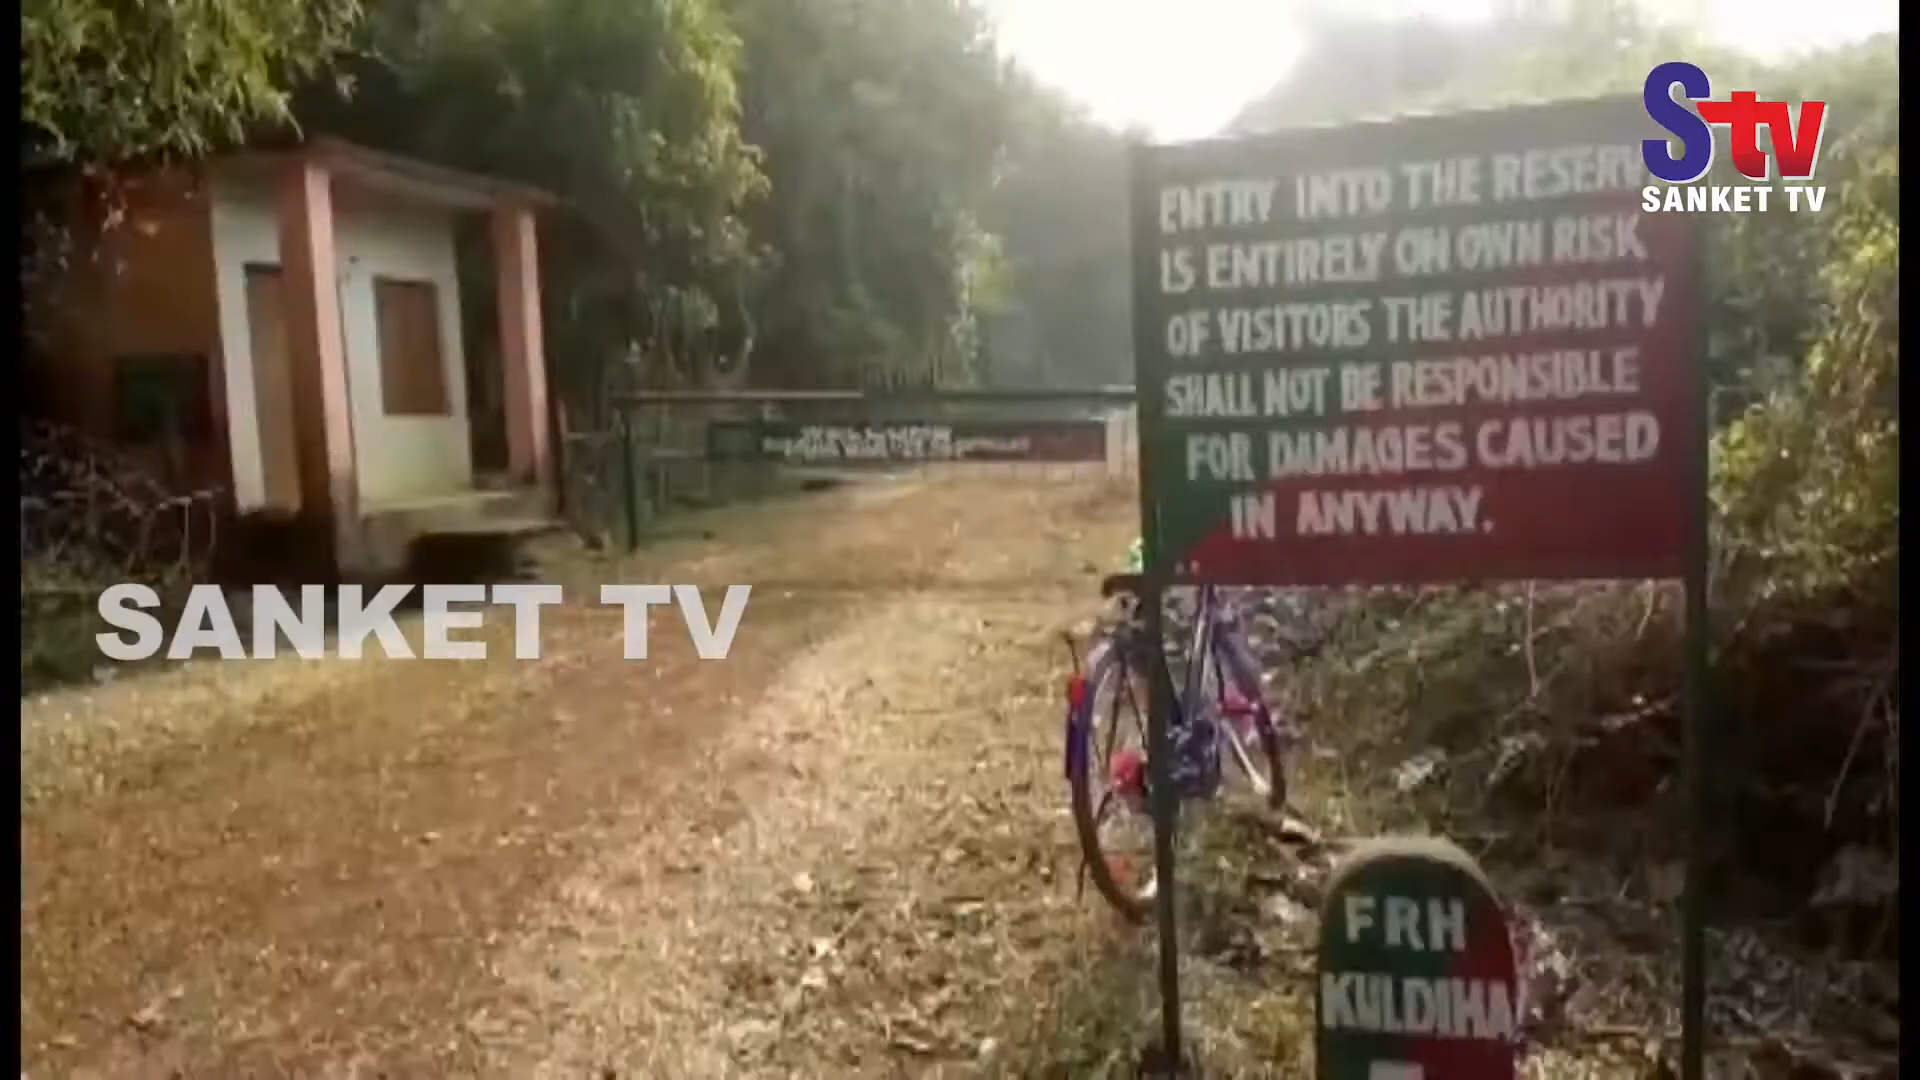 Stv
SANKET TV
ENTRY INTO THE RESERV
IS ENTIRELY ON OWN RISK
OF VISITORS THE AUTHORITY
SHALL NOT BE RESPONSIBLE
FOR DAMAGES CAUSED
IN ANYWAY.
SANKET TV
FRH
KULDIHA